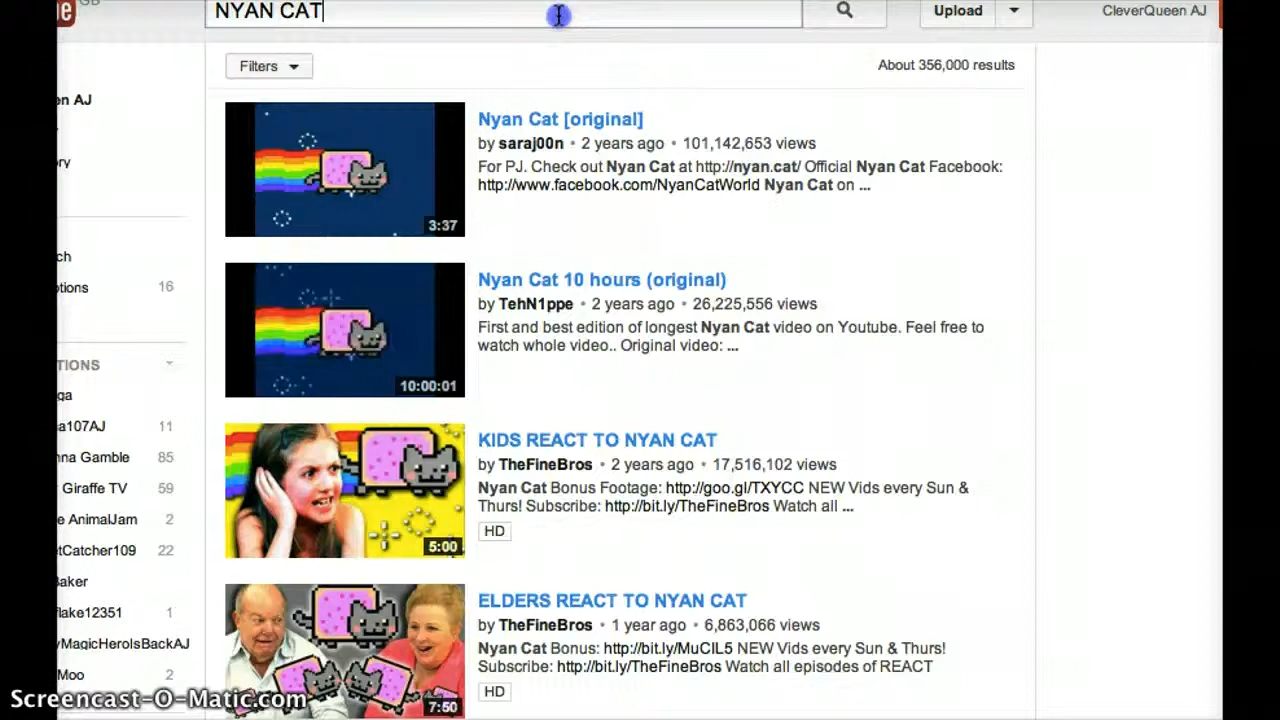 GB
NYAN CAT
Upload
CleverQueen AJ
Filters
About 356,000 results
en AJ
ory
ch
otions 16
TIONS
ga
a107AJ 11
nna Gamble 85
Giraffe TV 59
e AnimalJam 2
etCatcher109 22
Baker
flake12351 1
yMagicHeroIsBackAJ
Moo 2
Nyan Cat [original]
by saraj00n • 2 years ago • 101,142,653 views
For PJ. Check out Nyan Cat at http://nyan.cat/ Official Nyan Cat Facebook:
http://www.facebook.com/NyanCatWorld Nyan Cat on ...
3:37
Nyan Cat 10 hours (original)
by TehN1ppe • 2 years ago • 26,225,556 views
First and best edition of longest Nyan Cat video on Youtube. Feel free to
watch whole video.. Original video: ...
10:00:01
KIDS REACT TO NYAN CAT
by TheFineBros • 2 years ago • 17,516,102 views
Nyan Cat Bonus Footage: http://goo.gl/TXYCC NEW Vids every Sun &
Thurs! Subscribe: http://bit.ly/TheFineBros Watch all ...
HD
5:00
ELDERS REACT TO NYAN CAT
by TheFineBros • 1 year ago • 6,863,066 views
Nyan Cat Bonus: http://bit.ly/MuCIL5 NEW Vids every Sun & Thurs!
Subscribe: http://bit.ly/TheFineBros Watch all episodes of REACT
HD
7:50
Screencast-O-Matic.com